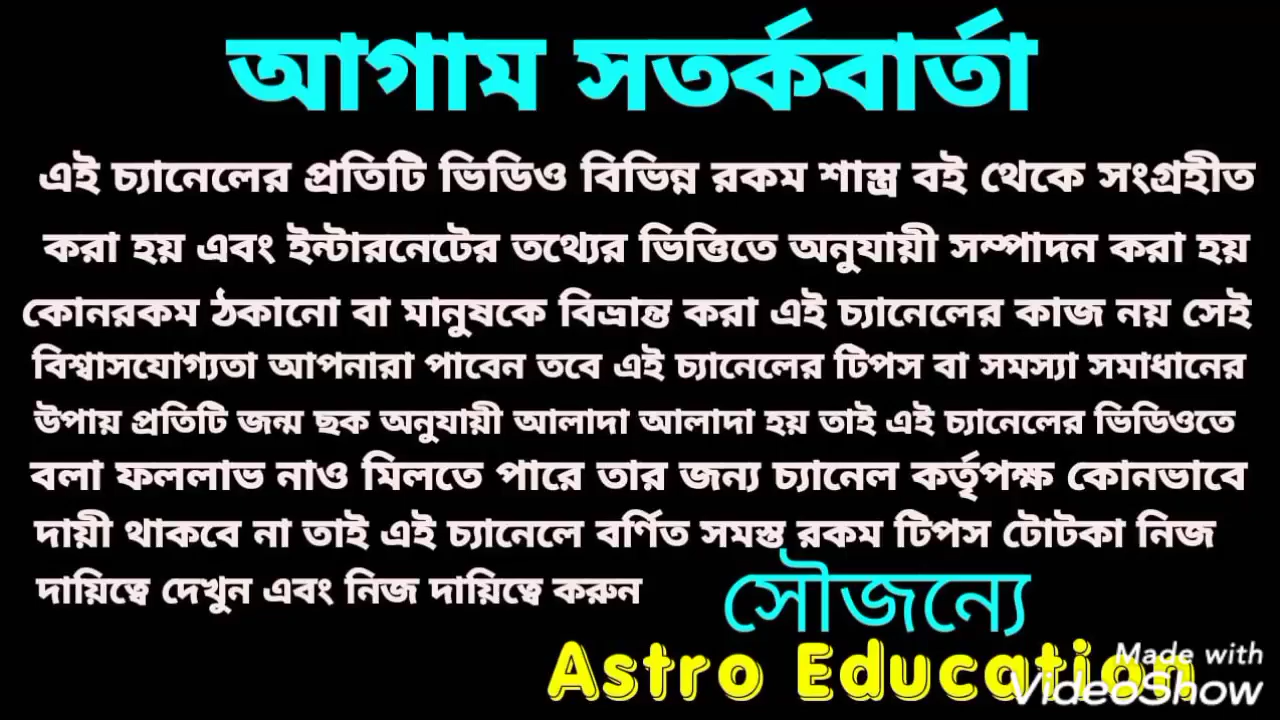 আগাম সতর্কবার্তা
এই চ্যানেলের প্রতিটি ভিডিও বিভিন্ন রকম শাস্ত্র বই থেকে সংগ্রহীত
করা হয় এবং ইন্টারনেটের তথ্যের ভিত্তিতে অনুযায়ী সম্পাদন করা হয়
কোনরকম ঠকানো বা মানুষকে বিভ্রান্ত করা এই চ্যানেলের কাজ নয় সেই
বিশ্বাসযোগ্যতা আপনারা পাবেন তবে এই চ্যানেলের টিপস বা সমস্যা সমাধানের
উপায় প্রতিটি জন্ম ছক অনুযায়ী আলাদা আলাদা হয় তাই এই চ্যানেলের ভিডিওতে
বলা ফললাভ নাও মিলতে পারে তার জন্য চ্যানেল কর্তৃপক্ষ কোনভাবে
দায়ী থাকবে না তাই এই চ্যানেলে বর্ণিত সমস্ত রকম টিপস টোটকা নিজ
দায়িত্বে দেখুন এবং নিজ দায়িত্বে করুন
সৌজন্যে
Astro Education
Made with
VideoShow